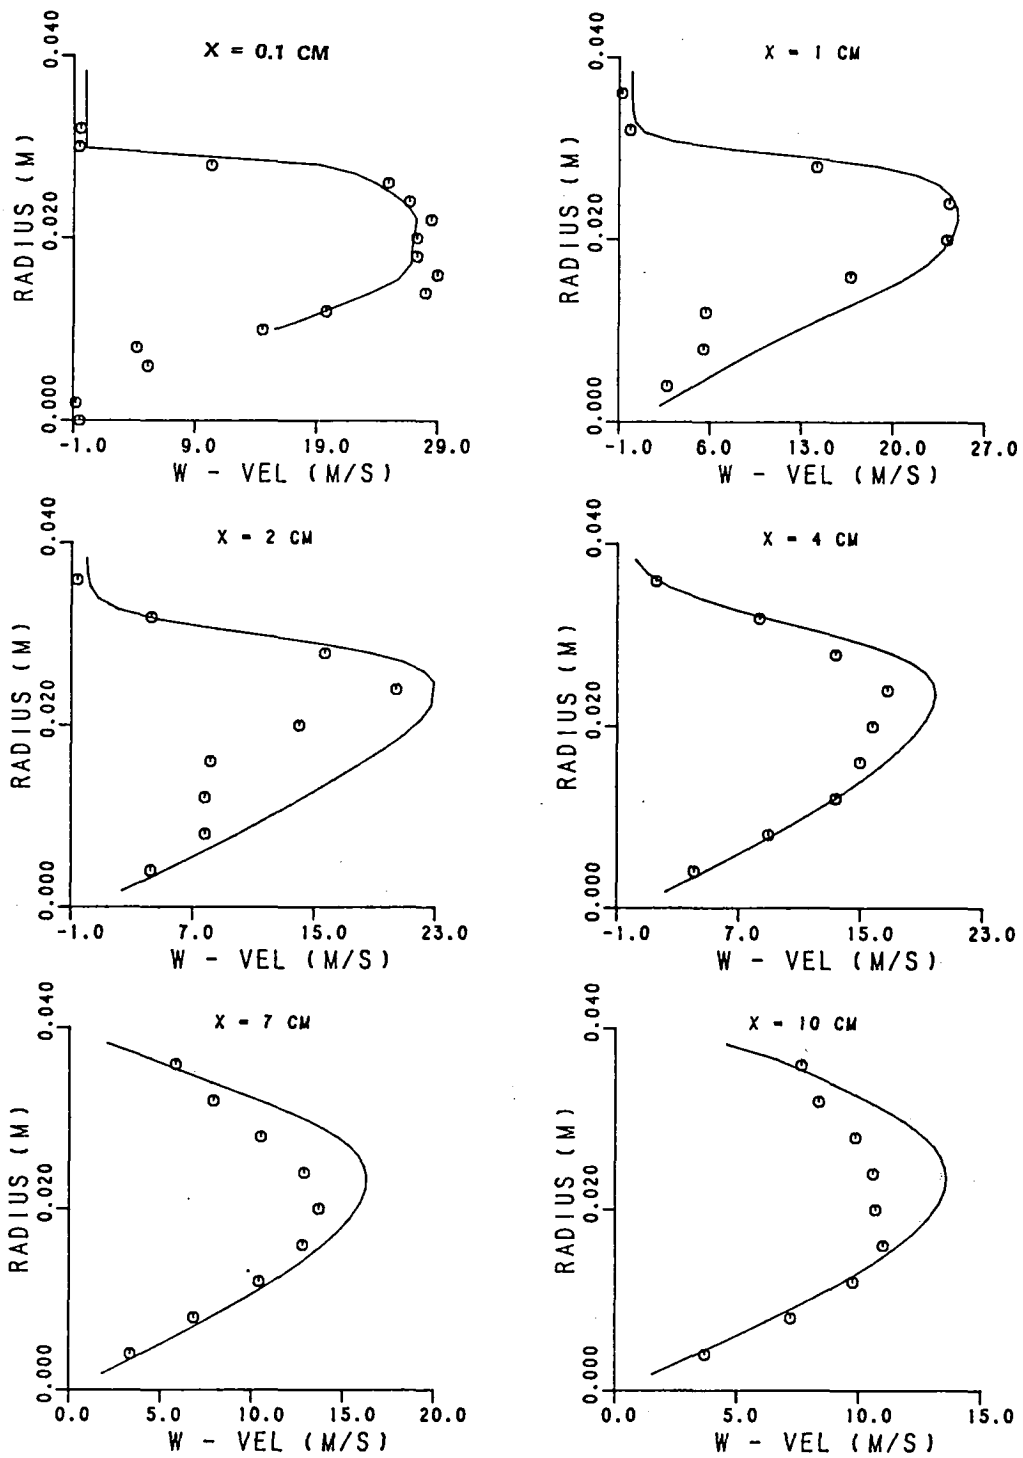 X = 0.1 CM
0.040
0.020
0.000
RADIUS (M)
-1.0 9.0 19.0 29.0
W - VEL (M/S)
X = 1 CM
0.040
0.020
0.000
RADIUS (M)
-1.0 6.0 13.0 20.0 27.0
W - VEL (M/S)
X = 2 CM
0.040
0.020
0.000
RADIUS (M)
-1.0 7.0 15.0 23.0
W - VEL (M/S)
X = 4 CM
0.040
0.020
0.000
RADIUS (M)
-1.0 7.0 15.0 23.0
W - VEL (M/S)
X = 7 CM
0.040
0.020
0.000
RADIUS (M)
0.0 5.0 10.0 15.0 20.0
W - VEL (M/S)
X = 10 CM
0.040
0.020
0.000
RADIUS (M)
0.0 5.0 10.0 15.0
W - VEL (M/S)